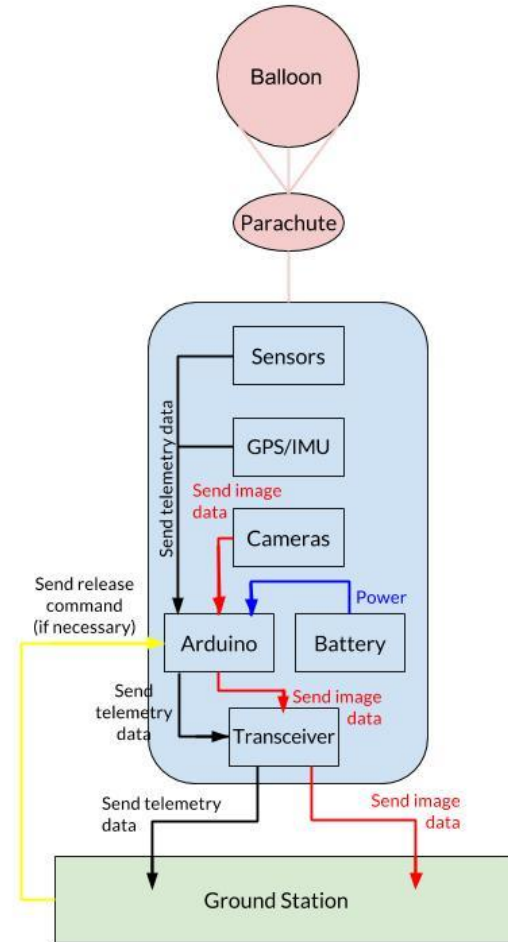 Balloon
Parachute
Sensors
Send telemetry data
GPS/IMU
Send image
data
Cameras
Send release
command
(if necessary)
Power
Arduino
Battery
Send
telemetry
data
Send image
data
Transceiver
Send telemetry
data
Send image
data
Ground Station